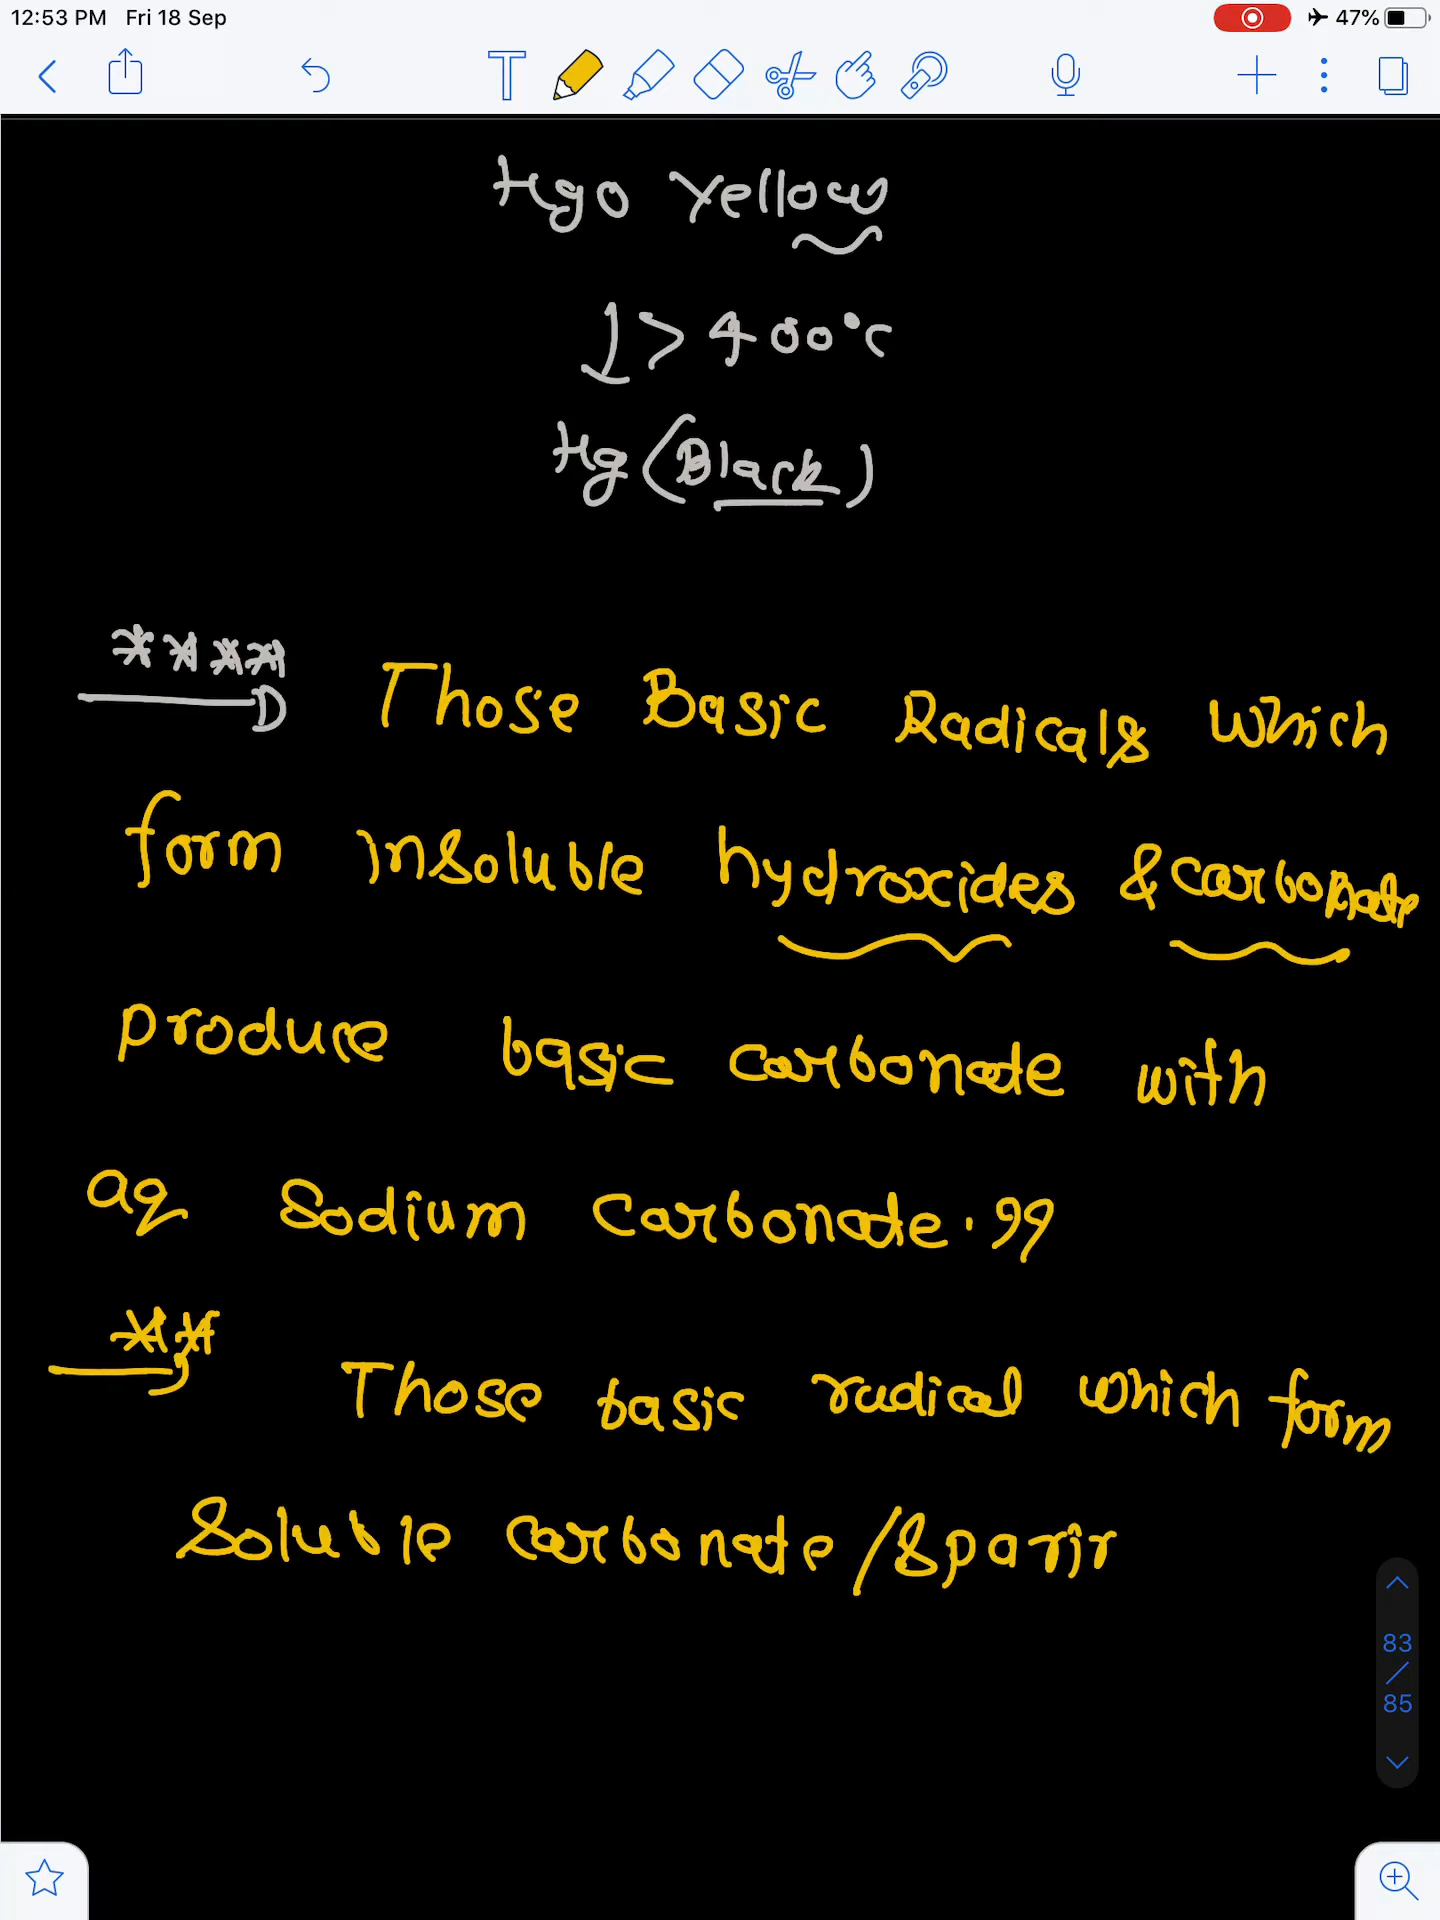 12:53 PM Fri 18 Sep 47%
T
HgO Yellow
↓ > 400°C
Hg (Black)
**** Those Basic Radicals which
form insoluble hydroxides & carbonate
produce basic carbonate with
aq Sodium Carbonate.”
** Those basic radical which form
Soluble carbonate/
83
/
85